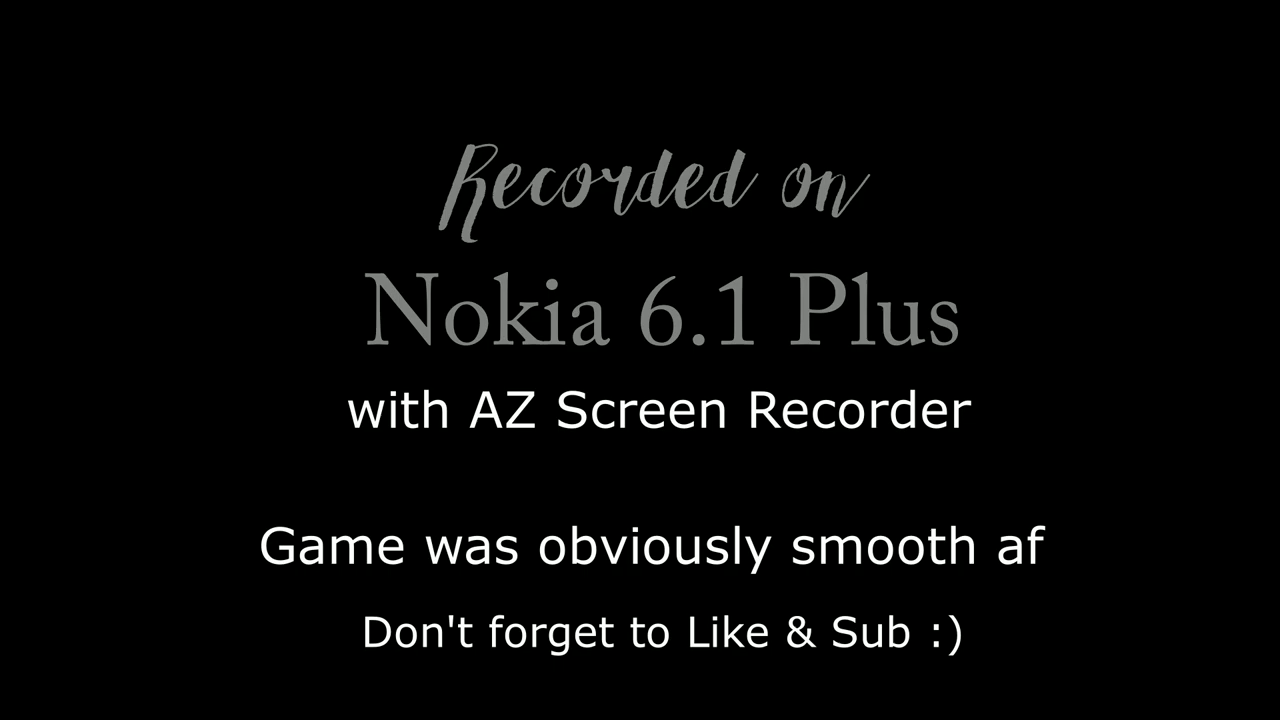 Recorded on
Nokia 6.1 Plus
with AZ Screen Recorder
Game was obviously smooth af
Don't forget to Like & Sub :)